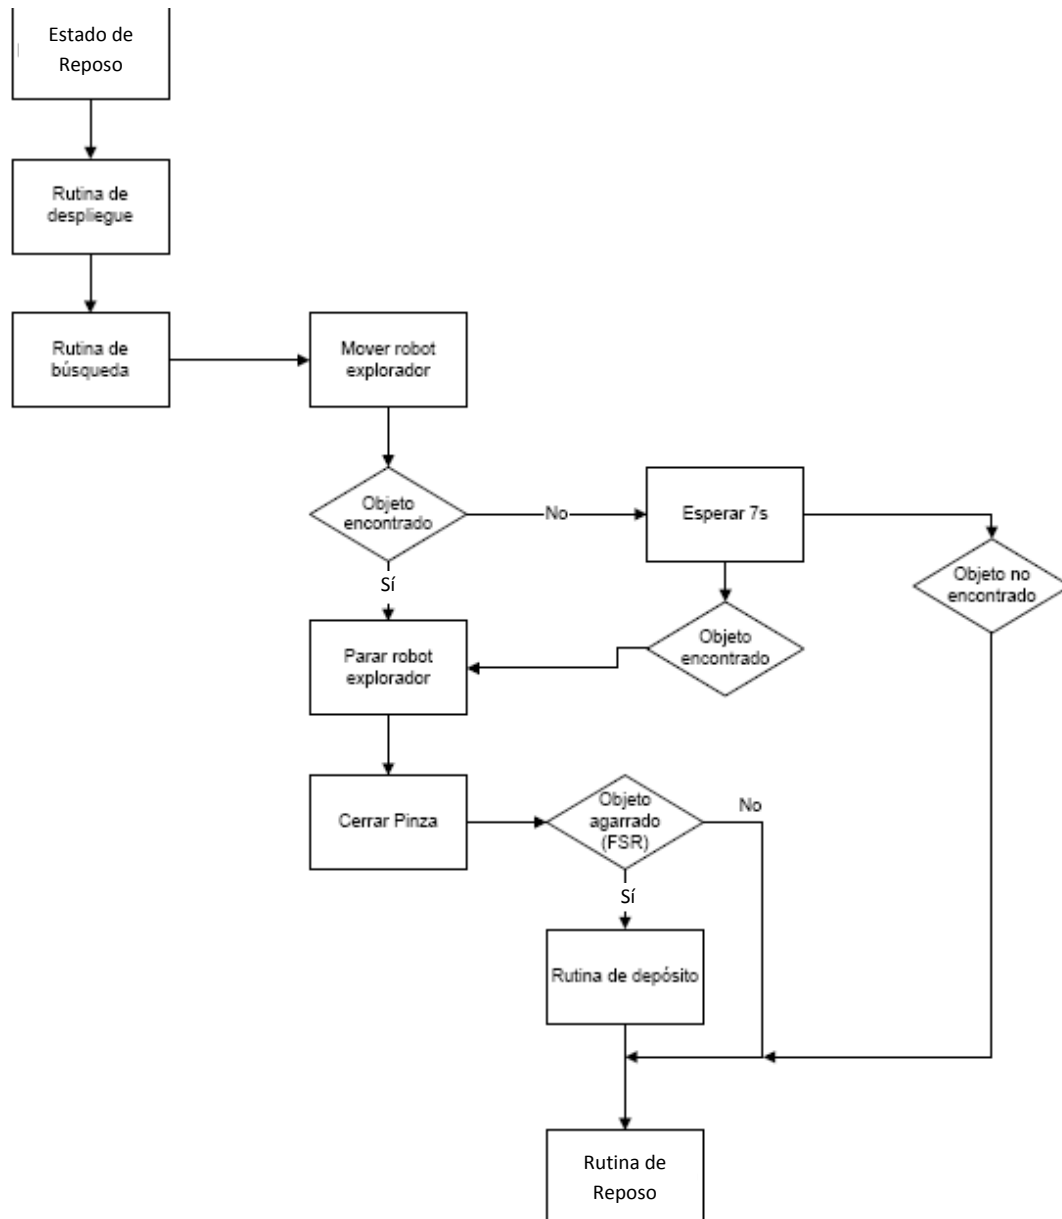 Estado de
Reposo
Rutina de
despliegue
Rutina de
búsqueda
Mover robot
explorador
Objeto
encontrado
No
Esperar 7s
Objeto no
encontrado
Sí
Objeto
encontrado
Parar robot
explorador
Cerrar Pinza
Objeto
agarrado
(FSR)
No
Sí
Rutina de depósito
Rutina de
Reposo